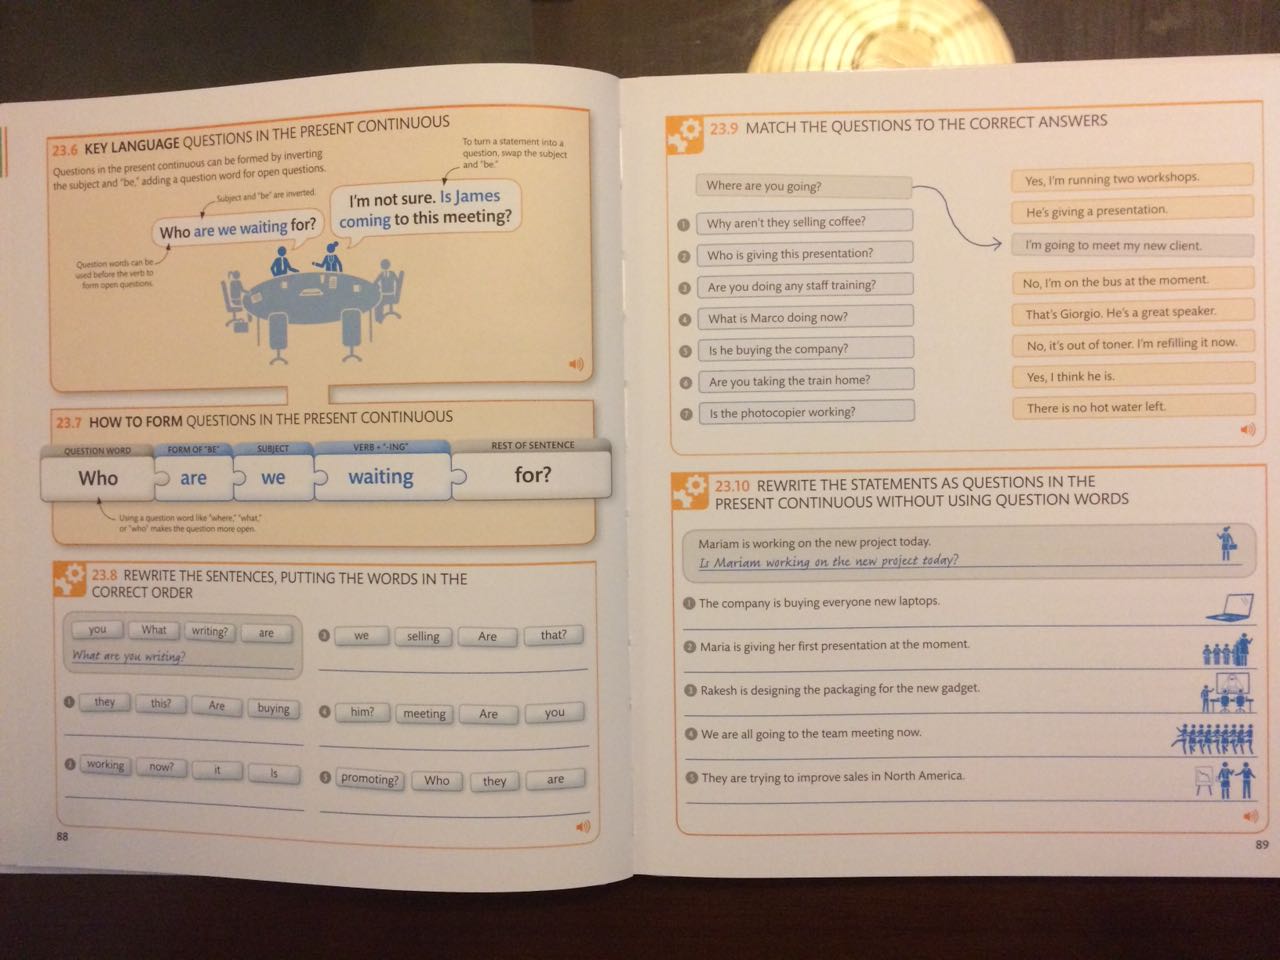 23.6 KEY LANGUAGE QUESTIONS IN THE PRESENT CONTINUOUS
Questions in the present continuous can be formed by inverting
the subject and "be," adding a question word for open questions.
To turn a statement into a
question, swap the subject
and "be."
Subject and "be" are inverted.
Who are we waiting for?
I'm not sure. Is James
coming to this meeting?
Question words can be
used before the verb to
form open questions.
23.7 HOW TO FORM QUESTIONS IN THE PRESENT CONTINUOUS
QUESTION WORD FORM OF "BE" SUBJECT VERB + "-ING" REST OF SENTENCE
Who are we waiting for?
Using a question word like "where," "what,"
or "who" makes the question more open.
23.8 REWRITE THE SENTENCES, PUTTING THE WORDS IN THE
CORRECT ORDER
you What writing? are
What are you writing?
1 they this? Are buying
2 working now? it Is
3 we selling Are that?
4 him? meeting Are you
5 promoting? Who they are
88
23.9 MATCH THE QUESTIONS TO THE CORRECT ANSWERS
Where are you going?
1 Why aren't they selling coffee?
2 Who is giving this presentation?
3 Are you doing any staff training?
4 What is Marco doing now?
5 Is he buying the company?
6 Are you taking the train home?
7 Is the photocopier working?
Yes, I'm running two workshops.
He's giving a presentation.
I'm going to meet my new client.
No, I'm on the bus at the moment.
That's Giorgio. He's a great speaker.
No, it's out of toner. I'm refilling it now.
Yes, I think he is.
There is no hot water left.
23.10 REWRITE THE STATEMENTS AS QUESTIONS IN THE
PRESENT CONTINUOUS WITHOUT USING QUESTION WORDS
Mariam is working on the new project today.
Is Mariam working on the new project today?
1 The company is buying everyone new laptops.
2 Maria is giving her first presentation at the moment.
3 Rakesh is designing the packaging for the new gadget.
4 We are all going to the team meeting now.
5 They are trying to improve sales in North America.
89